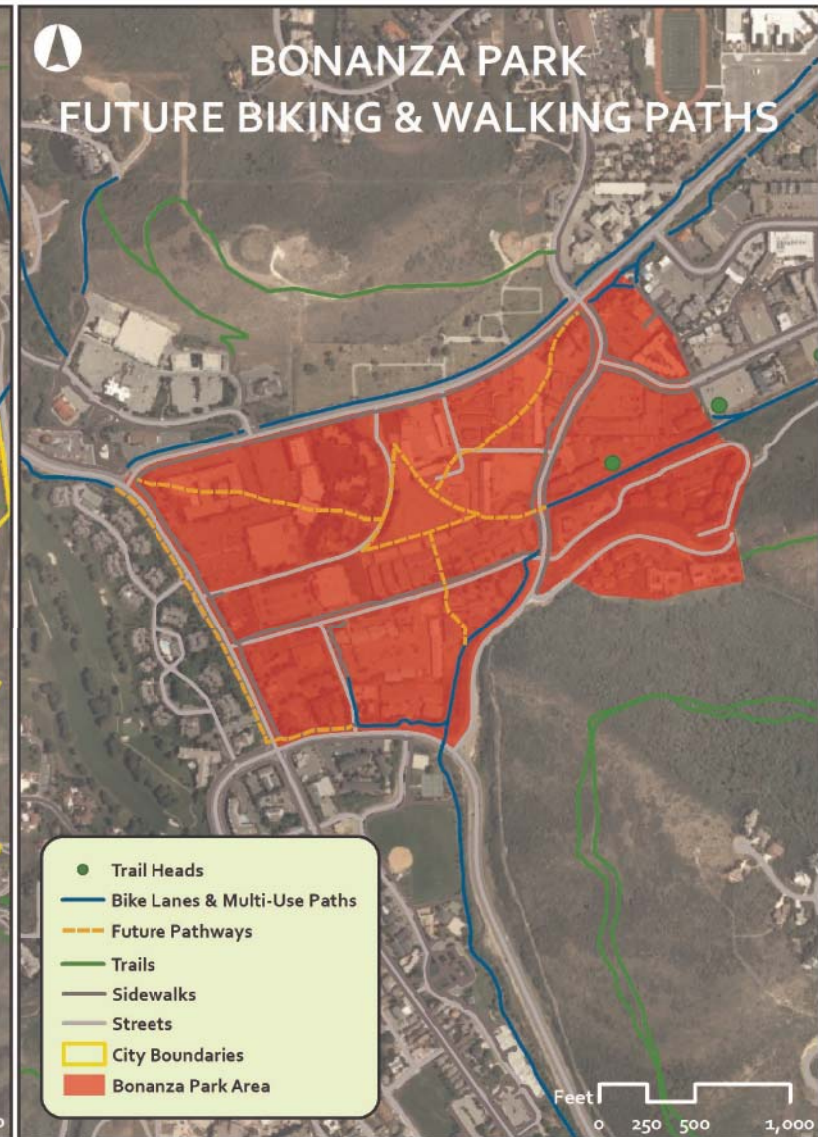 BONANZA PARK
FUTURE BIKING & WALKING PATHS
Trail Heads
Bike Lanes & Multi-Use Paths
Future Pathways
Trails
Sidewalks
Streets
City Boundaries
Bonanza Park Area
Feet
0 250 500 1,000